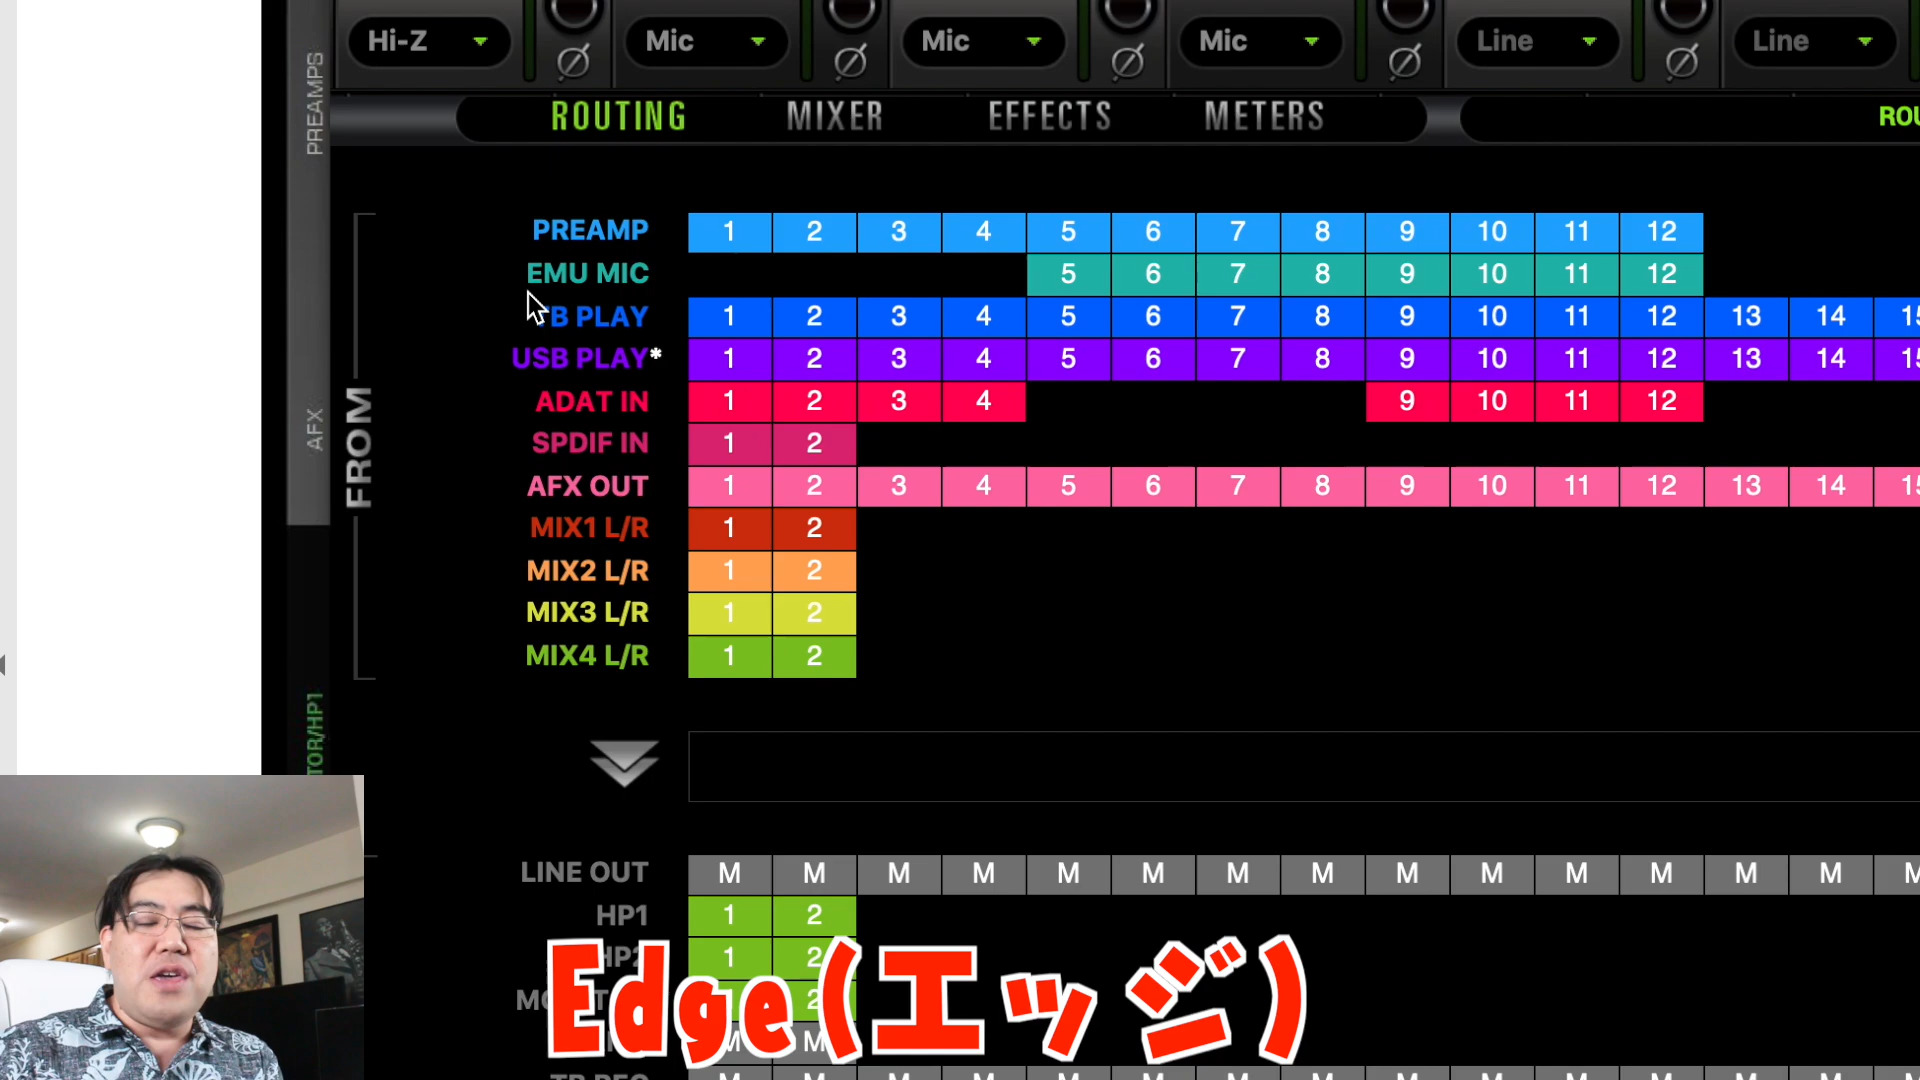 Hi-Z Mic Mic Mic Line Line
PREAMPS
ROUTING MIXER EFFECTS METERS
FROM
AFX
PREAMP 1 2 3 4 5 6 7 8 9 10 11 12
EMU MIC 5 6 7 8 9 10 11 12
PLAY 1 2 3 4 5 6 7 8 9 10 11 12 13 14 15
USB PLAY* 1 2 3 4 5 6 7 8 9 10 11 12 13 14 15
ADAT IN 1 2 3 4 9 10 11 12
SPDIF IN 1 2
AFX OUT 1 2 3 4 5 6 7 8 9 10 11 12 13 14 15
MIX1 L/R 1 2
MIX2 L/R 1 2
MIX3 L/R 1 2
MIX4 L/R 1 2
LINE OUT M M M M M M M M M M M M M M M
HP1 1 2
HP2 1 2
Edge(エッジ)